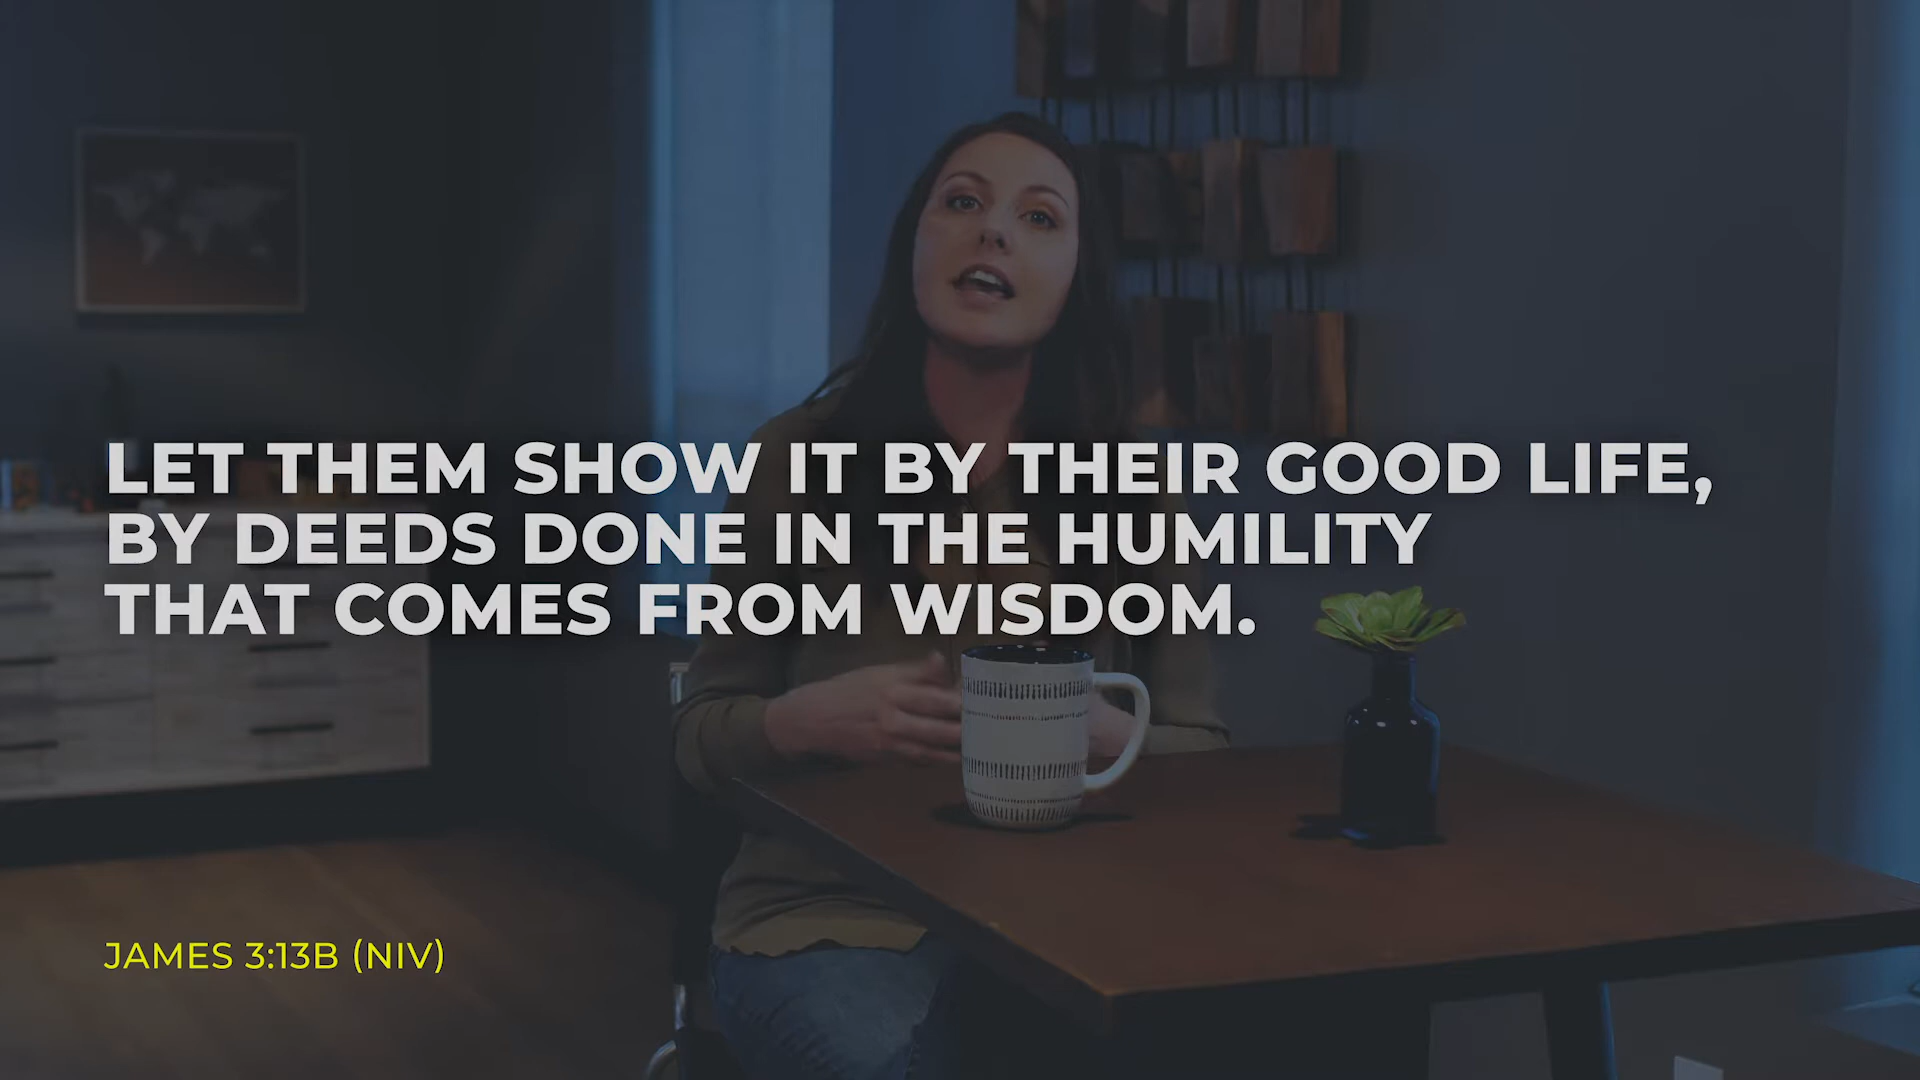 LET THEM SHOW IT BY THEIR GOOD LIFE,
BY DEEDS DONE IN THE HUMILITY
THAT COMES FROM WISDOM.
JAMES 3:13B (NIV)